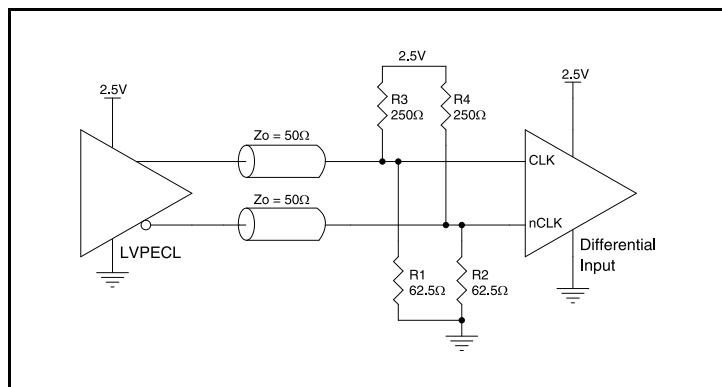 2.5V
2.5V
2.5V
R3
250Ω
R4
250Ω
Zo = 50Ω
CLK
Zo = 50Ω
nCLK
LVPECL
Differential
Input
R1
62.5Ω
R2
62.5Ω